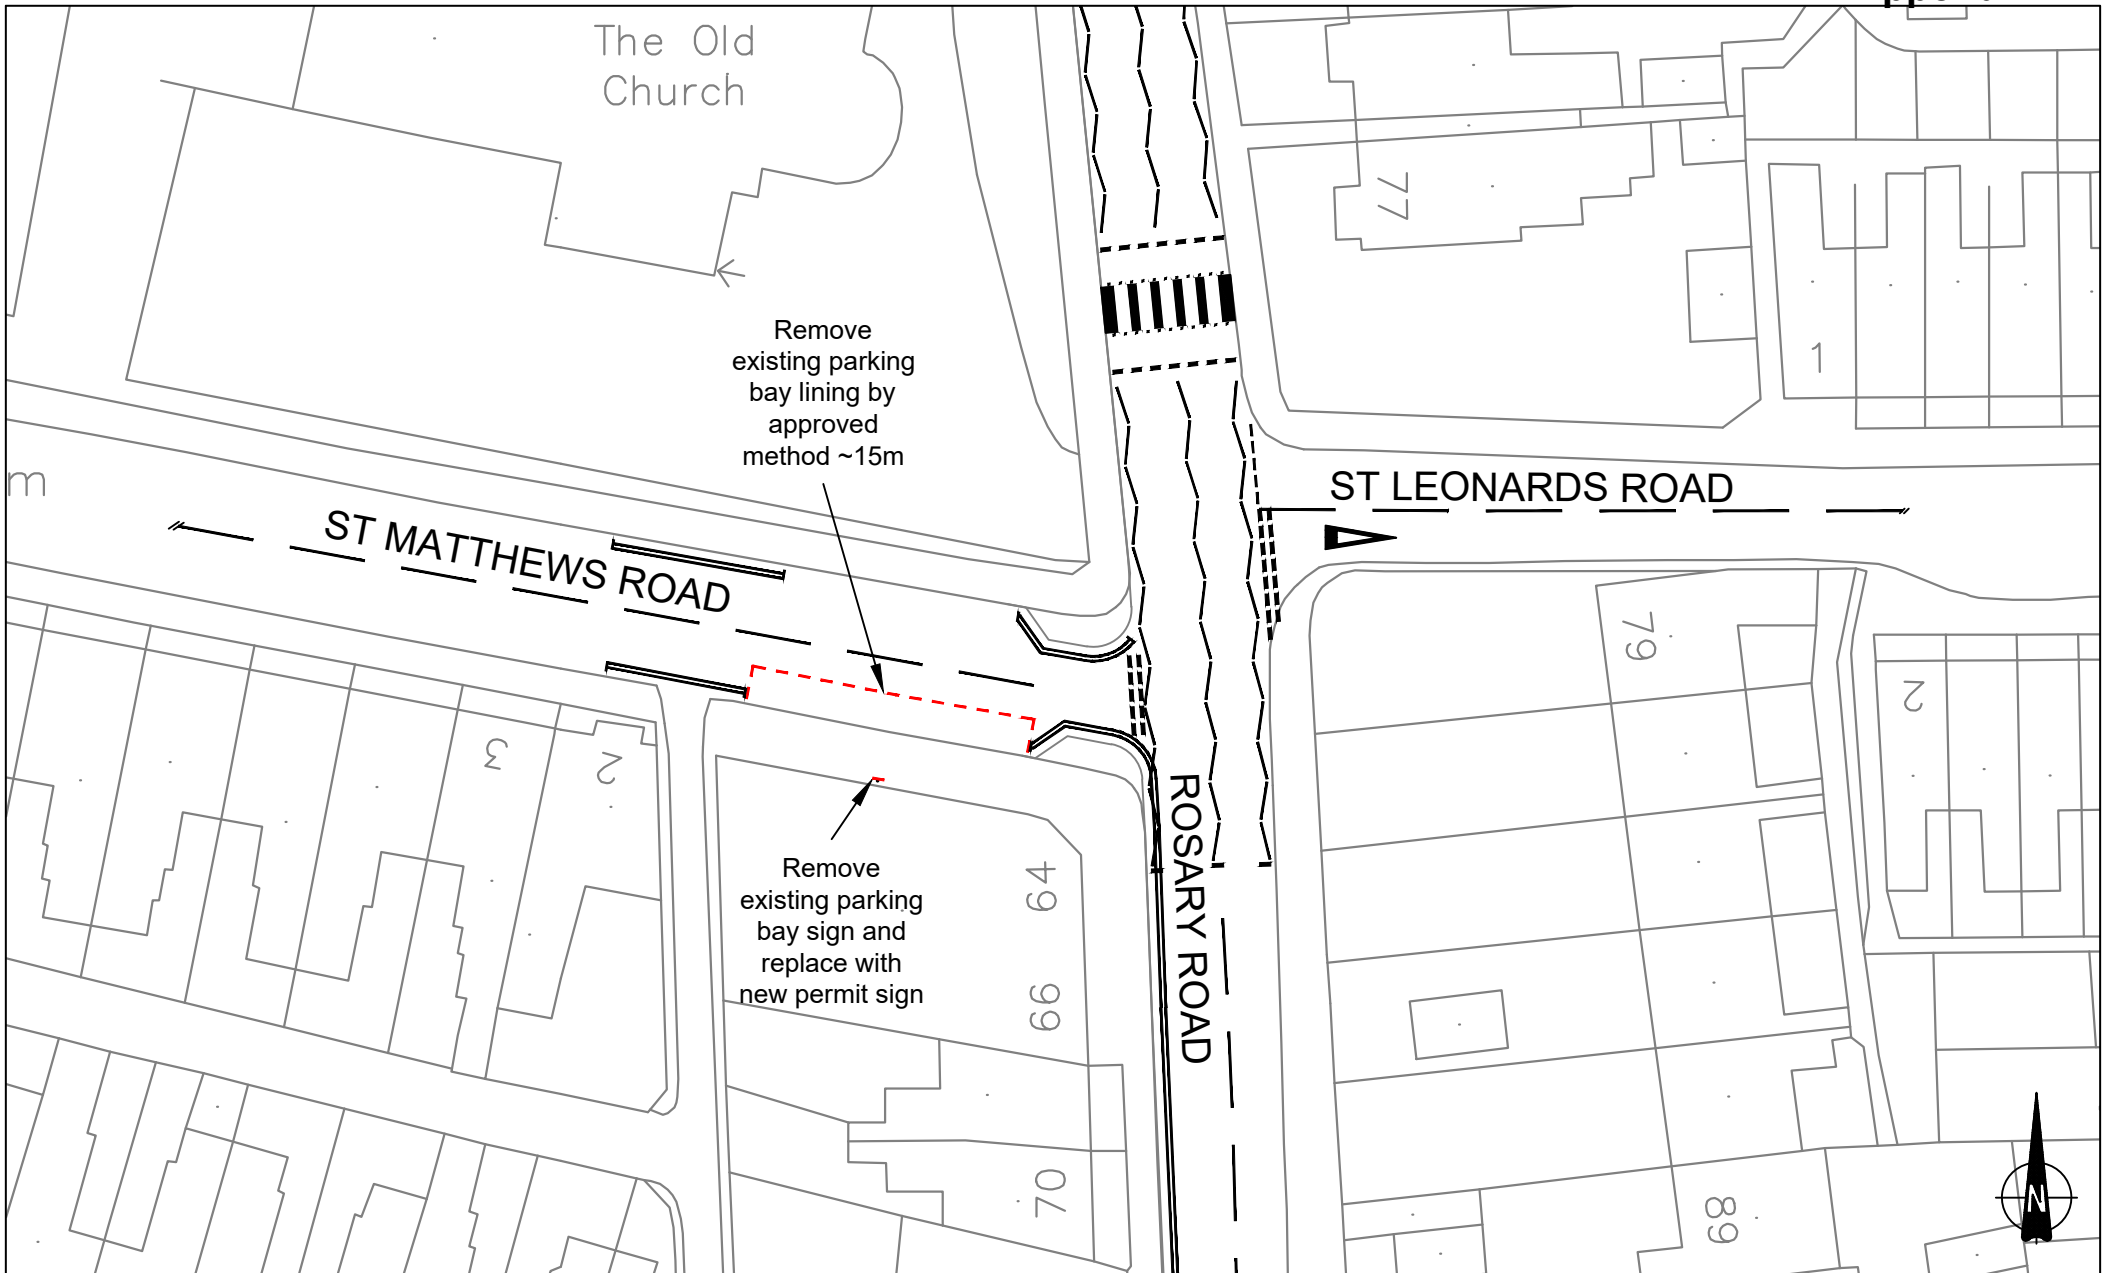 The Old
Church
77
1
Remove
existing parking
bay lining by
approved
method ~15m
m
ST LEONARDS ROAD
ST MATTHEWS ROAD
79
2
3
2
ROSARY ROAD
Remove
existing parking
bay sign and
replace with
new permit sign
64
66
70
89
N